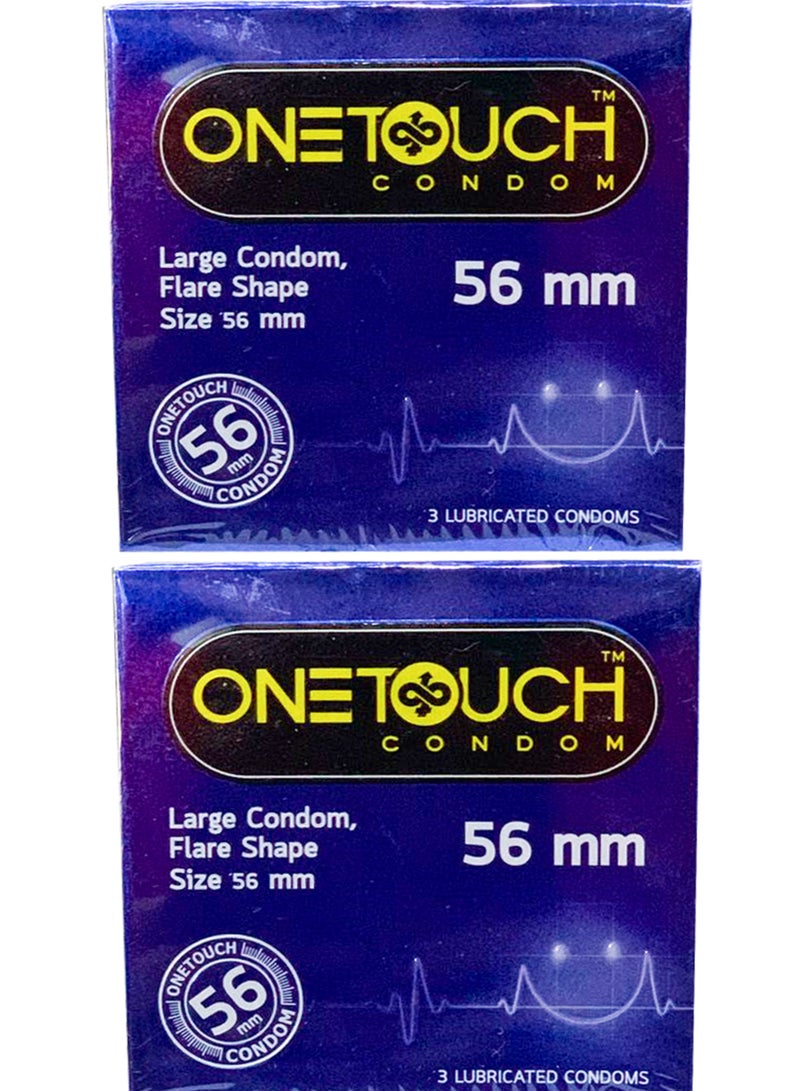 ONETOUCH™
CONDOM
Large Condom,
Flare Shape
Size 56 mm
56 mm
ONETOUCH
56
mm
CONDOM
3 LUBRICATED CONDOMS
ONETOUCH™
CONDOM
Large Condom,
Flare Shape
Size 56 mm
56 mm
ONETOUCH
56
mm
CONDOM
3 LUBRICATED CONDOMS